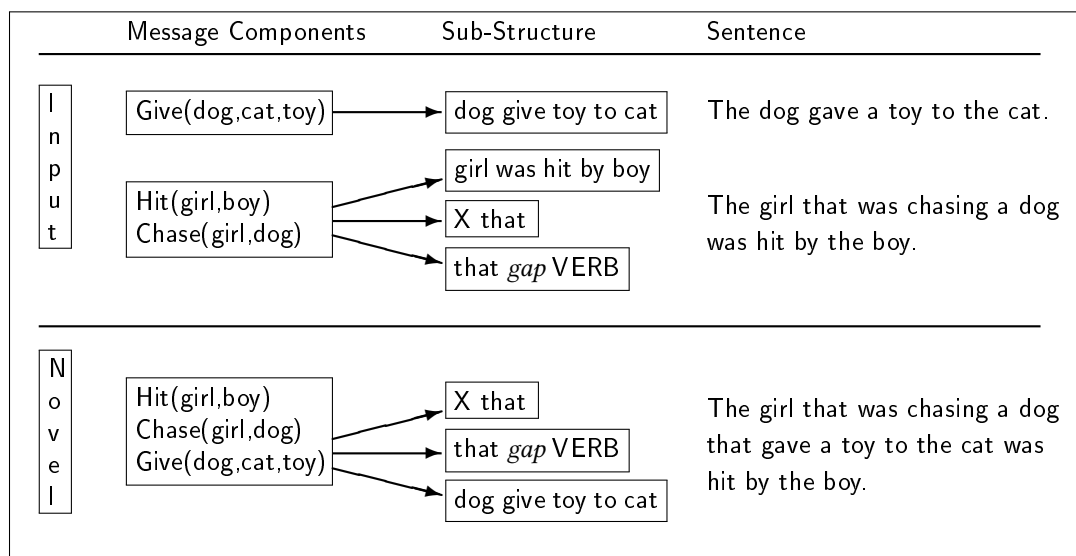 Message Components Sub-Structure Sentence
Input
Give(dog,cat,toy) dog give toy to cat The dog gave a toy to the cat.
Hit(girl,boy)
Chase(girl,dog)
girl was hit by boy
X that
that gap VERB
The girl that was chasing a dog
was hit by the boy.
Novel
Hit(girl,boy)
Chase(girl,dog)
Give(dog,cat,toy)
X that
that gap VERB
dog give toy to cat
The girl that was chasing a dog
that gave a toy to the cat was
hit by the boy.